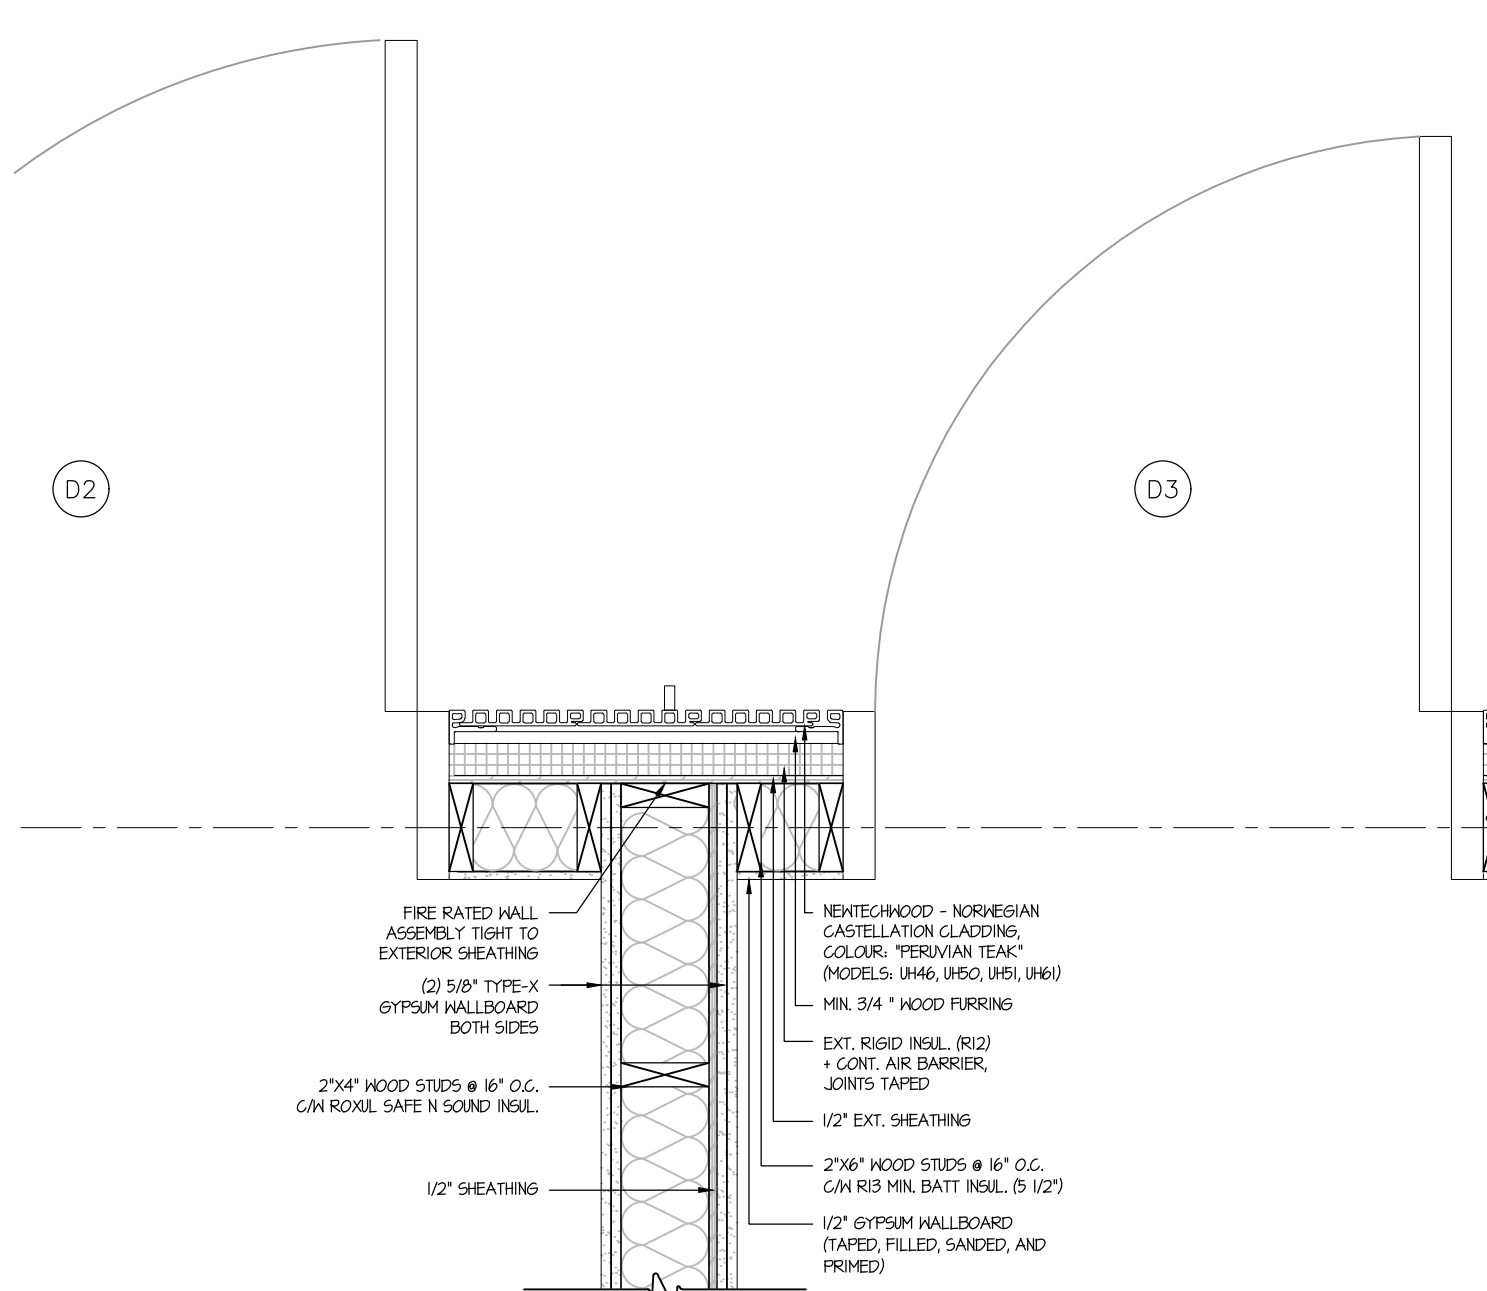 D2
D3
FIRE RATED WALL
ASSEMBLY TIGHT TO
EXTERIOR SHEATHING
(2) 5/8" TYPE-X
GYPSUM WALLBOARD
BOTH SIDES
2"X4" WOOD STUDS @ 16" O.C.
C/W ROXUL SAFE N SOUND INSUL.
1/2" SHEATHING
NEWTECHWOOD - NORWEGIAN
CASTELLATION CLADDING,
COLOUR: "PERUVIAN TEAK"
(MODELS: UH46, UH50, UH51, UH61)
MIN. 3/4 " WOOD FURRING
EXT. RIGID INSUL. (R12)
+ CONT. AIR BARRIER,
JOINTS TAPED
1/2" EXT. SHEATHING
2"X6" WOOD STUDS @ 16" O.C.
C/W R13 MIN. BATT INSUL. (5 1/2")
1/2" GYPSUM WALLBOARD
(TAPED, FILLED, SANDED, AND
PRIMED)